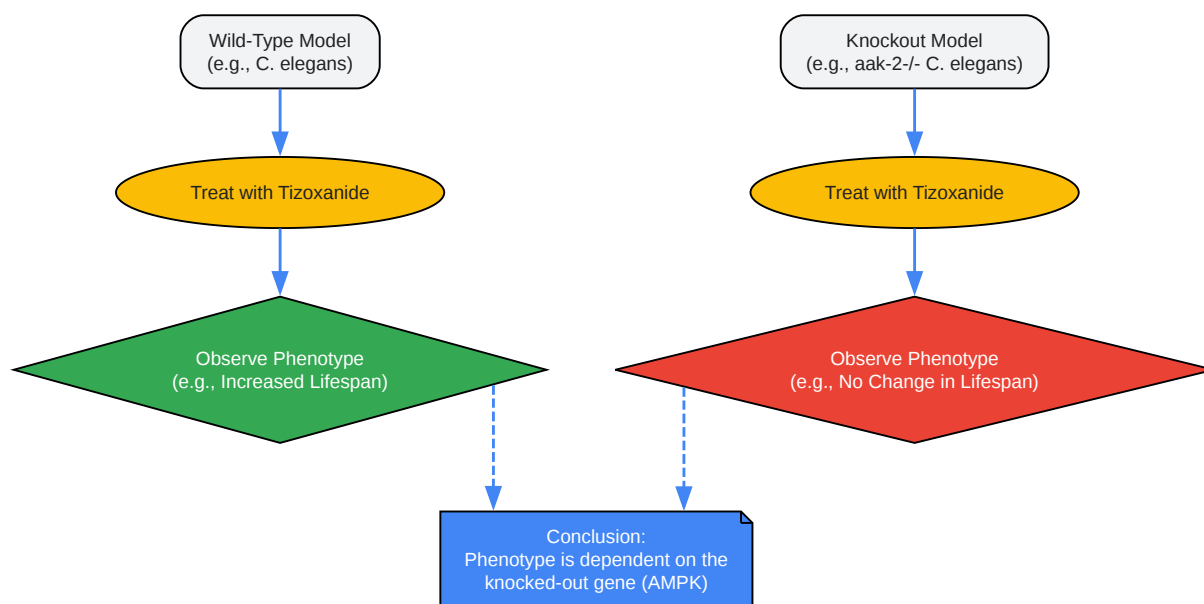 Wild-Type Model
(e.g., C. elegans)
Knockout Model
(e.g., aak-2-/- C. elegans)
Treat with Tizoxanide
Treat with Tizoxanide
Observe Phenotype
(e.g., Increased Lifespan)
Observe Phenotype
(e.g., No Change in Lifespan)
Conclusion:
Phenotype is dependent on the
knocked-out gene (AMPK)